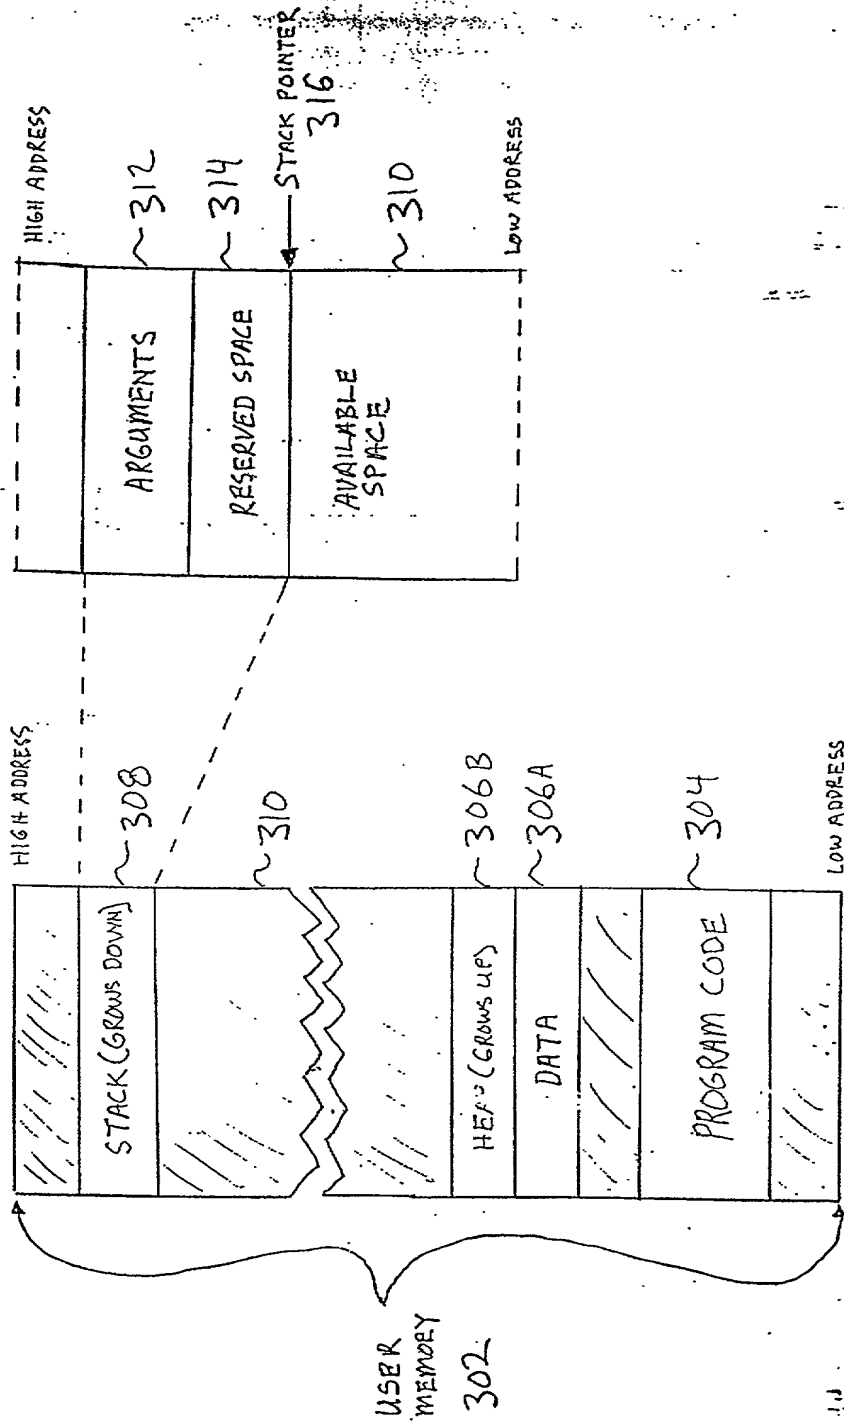 USER
MEMORY
302
HIGH ADDRESS
STACK (GROWS DOWN)
308
310
HEAP (GROWS UP)
306B
DATA
306A
PROGRAM CODE
304
LOW ADDRESS
HIGH ADDRESS
ARGUMENTS
312
RESERVED SPACE
314
STACK POINTER
316
AVAILABLE
SPACE
310
LOW ADDRESS